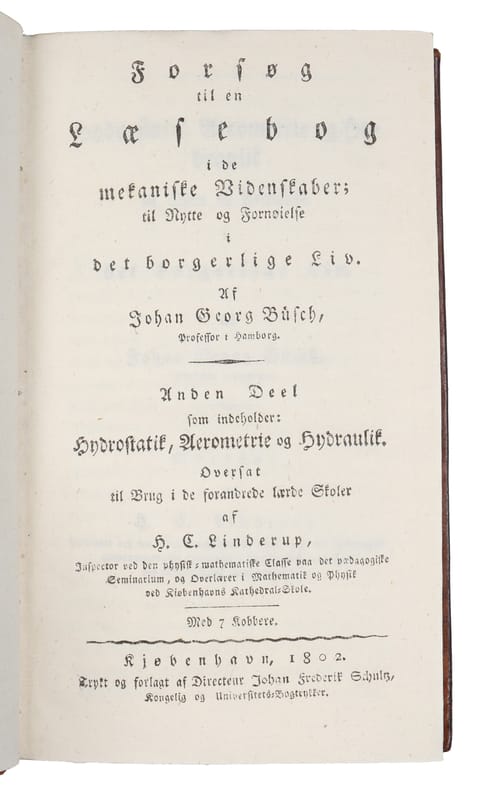 Forsøg
til en
Læsebog
i de
mekaniske Videnskaber;
til Nytte og Fornøielse
i
det borgerlige Liv.
Af
Johan Georg Büsch,
Professor i Hamborg.
Anden Deel
som indeholder:
Hydrostatik, Aerometrie og Hydraulik.
Oversat
til Brug i de forandrede lærde Skoler
af
H. C. Linderup,
Inspector ved den physisk-mathematiske Classe paa det pædagogiske
Seminarium, og Overlærer i Mathematik og Physik
ved Kiøbenhavns Kathedral-Skole.
Med 7 Kobbere.
Kjøbenhavn, 1802.
Trykt og forlagt af Directeur Johan Frederik Schultz,
Kongelig og Universitets-Bogtrykker.